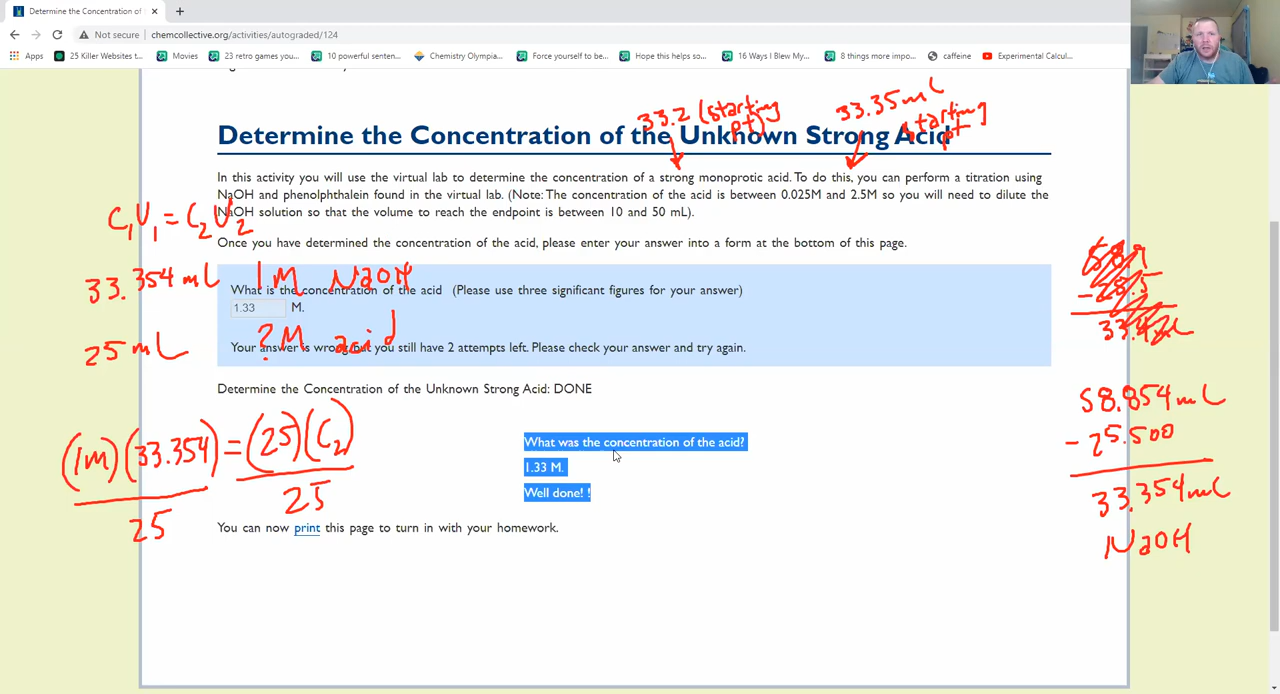 Determine the Concentration of
Not secure | chemcollective.org/activities/autograded/124
Apps
25 Killer Websites t...
Movies
23 retro games you...
10 powerful senten...
Chemistry Olympia...
Force yourself to be...
Hope this helps so...
16 Ways I Blew My...
8 things more impo...
caffeine
Experimental Calcul...
33.2 (starting pt)
33.35mL (starting pt
Determine the Concentration of the Unknown Strong Acid
In this activity you will use the virtual lab to determine the concentration of a strong monoprotic acid. To do this, you can perform a titration using
NaOH and phenolphthalein found in the virtual lab. (Note: The concentration of the acid is between 0.025M and 2.5M so you will need to dilute the
NaOH solution so that the volume to reach the endpoint is between 10 and 50 mL).
C1V1 = C2V2
Once you have determined the concentration of the acid, please enter your answer into a form at the bottom of this page.
33.354 mL 1M NaOH
What is the concentration of the acid (Please use three significant figures for your answer)
1.33 M.
25 mL ?M acid
Your answer is wrong but you still have 2 attempts left. Please check your answer and try again.
Determine the Concentration of the Unknown Strong Acid: DONE
58.854mL
- 25.500
33.354mL
NaOH
(1M)(33.354) = (25)(C2)
25 25
What was the concentration of the acid?
1.33 M.
Well done! !
You can now print this page to turn in with your homework.